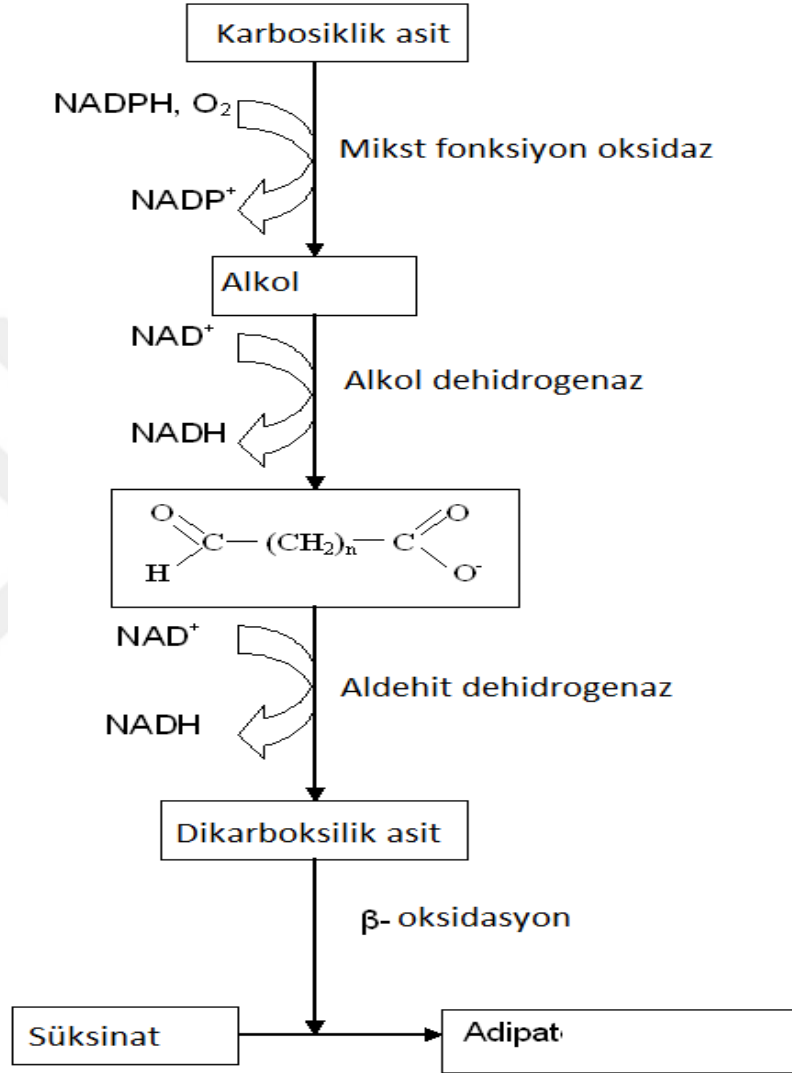 Karbosiklik asit
NADPH, O₂
Mikst fonksiyon oksidaz
NADP⁺
Alkol
NAD⁺
Alkol dehidrogenaz
NADH
O O
C—(CH₂)ₙ—C
H O⁻
NAD⁺
Aldehit dehidrogenaz
NADH
Dikarboksilik asit
β- oksidasyon
Süksinat
Adipat